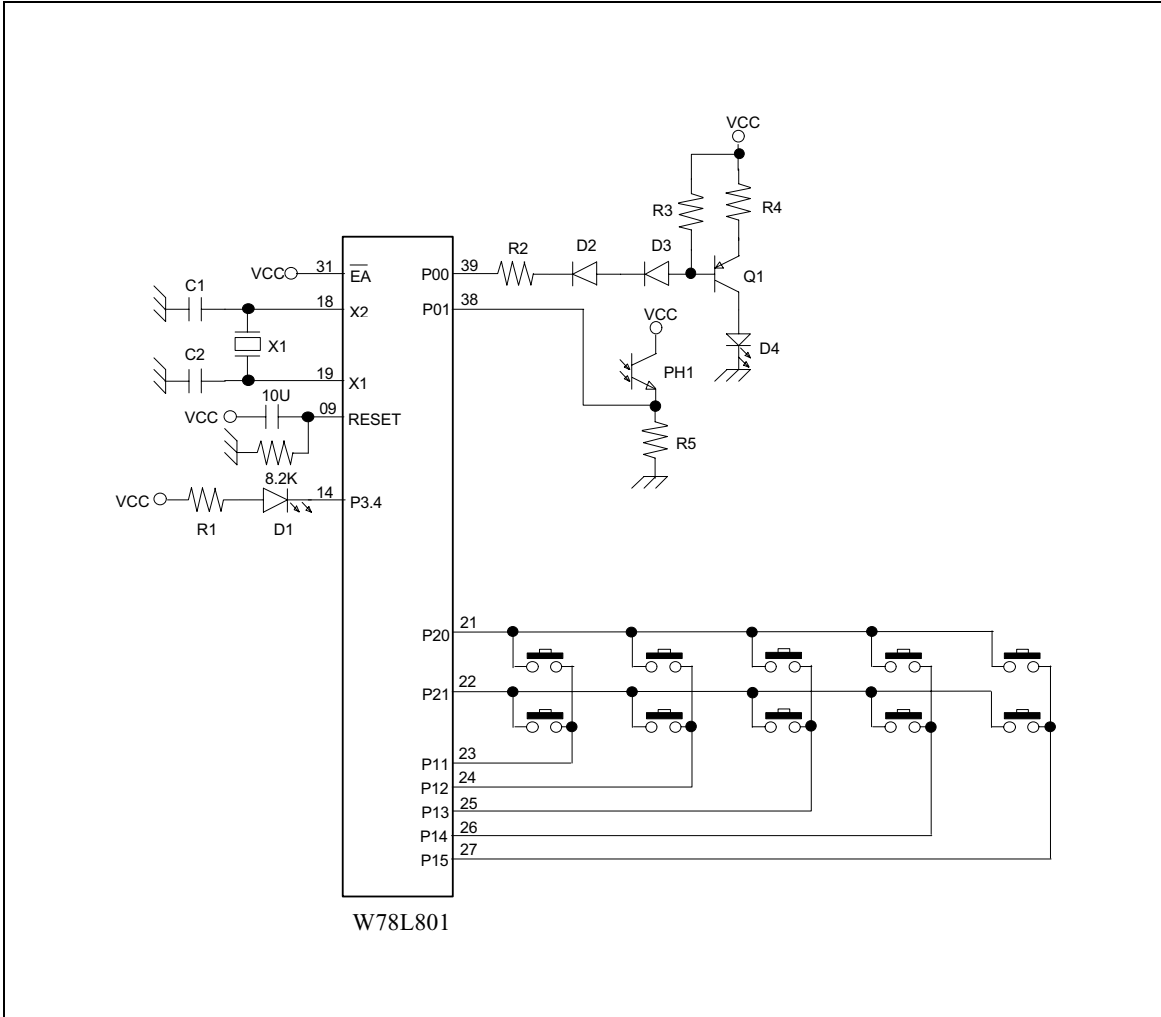 VCC
R3
R4
R2
D2
D3
Q1
D4
VCC
PH1
R5
VCC
31
EA
P00
39
P01
38
C1
18
X2
X1
C2
19
X1
10U
VCC
09
RESET
8.2K
VCC
14
P3.4
R1
D1
P20
21
P21
22
P11
23
P12
24
P13
25
P14
26
P15
27
W78L801